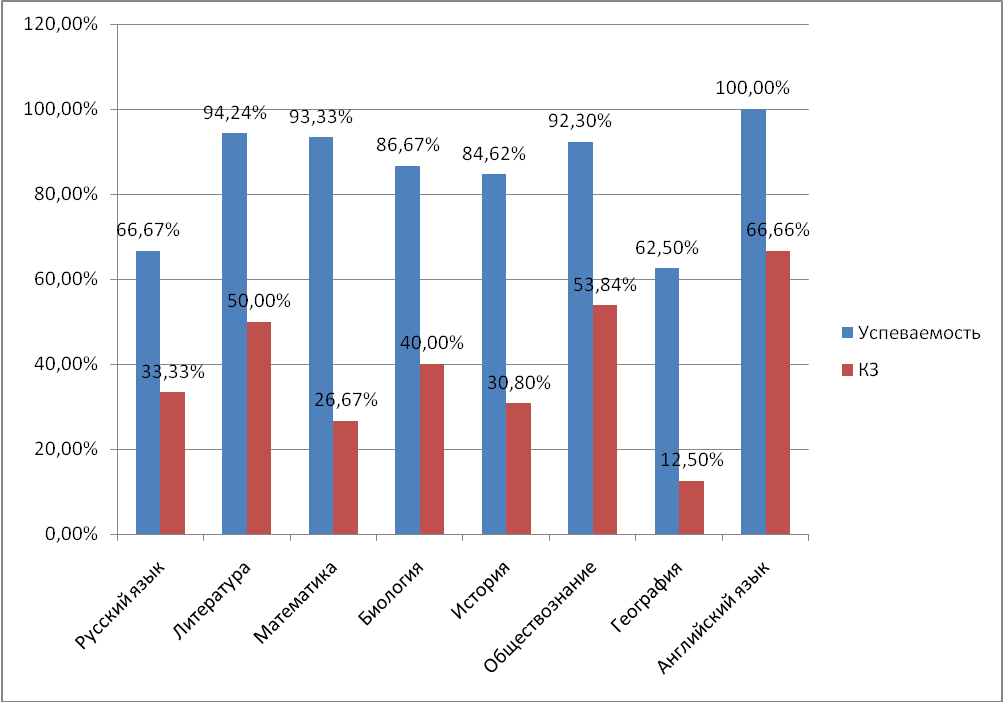 120,00%
100,00%
80,00%
60,00%
40,00%
20,00%
0,00%
66,67%
94,24%
93,33%
86,67%
84,62%
92,30%
62,50%
100,00%
33,33%
50,00%
26,67%
40,00%
30,80%
53,84%
12,50%
66,66%
Русский язык
Литература
Математика
Биология
История
Обществознание
География
Английский язык
Успеваемость
КЗ